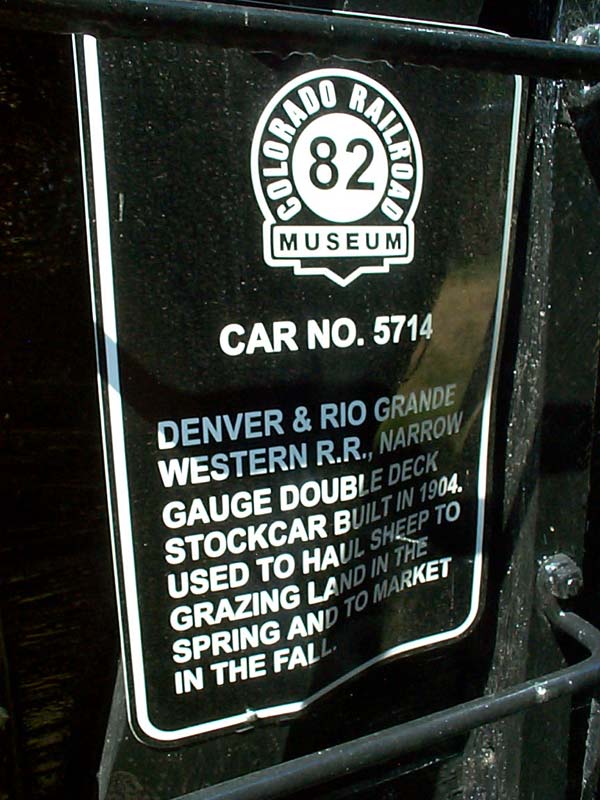 COLORADO RAILROAD
82
MUSEUM
CAR NO. 5714
DENVER & RIO GRANDE
WESTERN R.R., NARROW
GAUGE DOUBLE DECK
STOCKCAR BUILT IN 1904.
USED TO HAUL SHEEP TO
GRAZING LAND IN THE
SPRING AND TO MARKET
IN THE FALL.